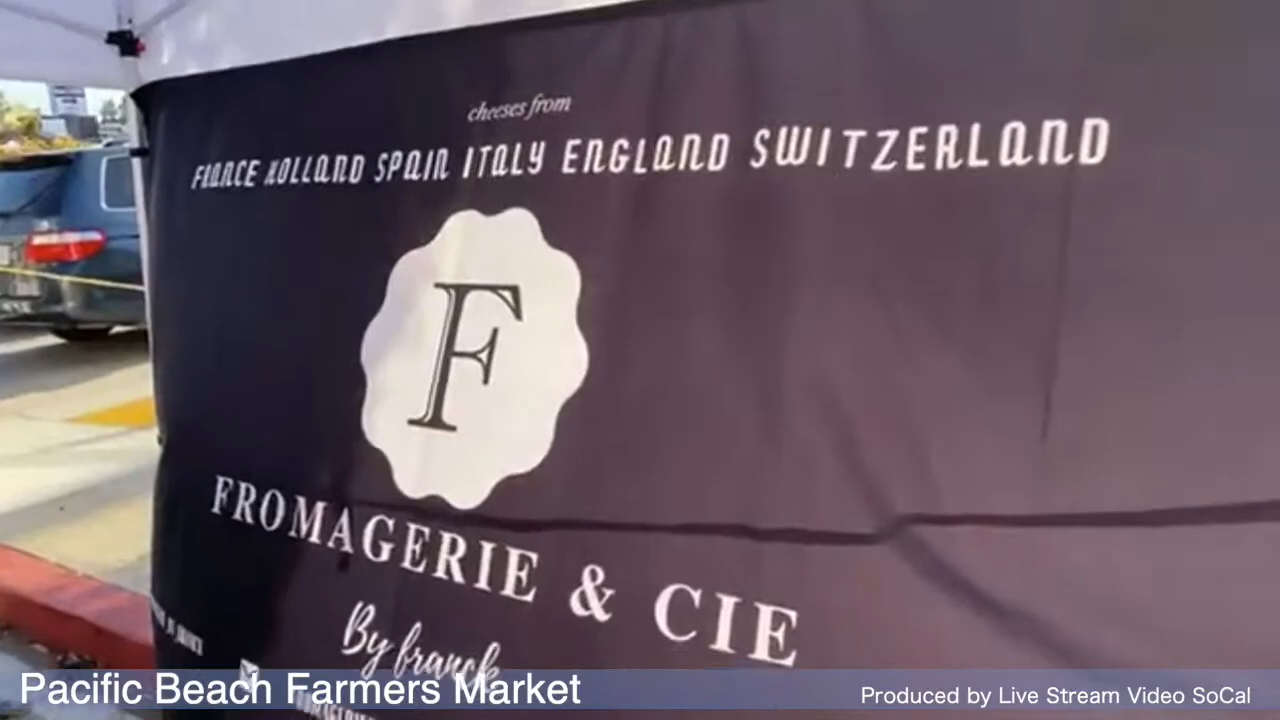 cheeses from
FRANCE HOLLAND SPAIN ITALY ENGLAND SWITZERLAND
F
FROMAGERIE & CIE
By franck
Pacific Beach Farmers Market
Produced by Live Stream Video SoCal